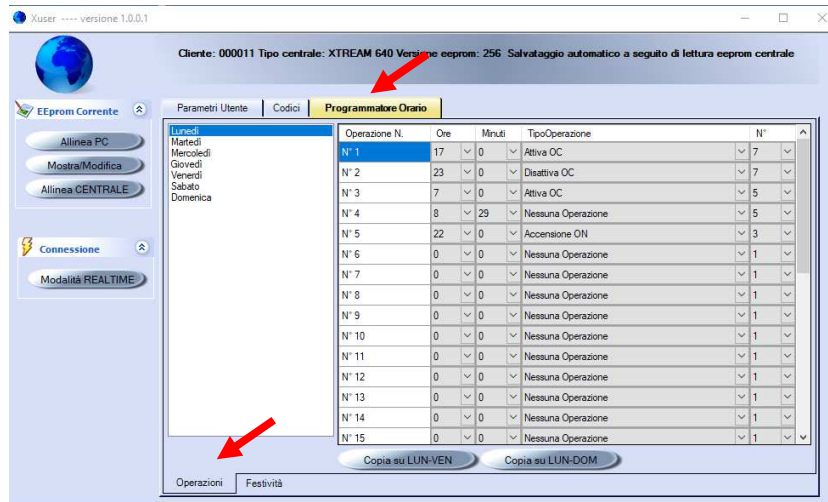 Xuser ---- versione 1.0.0.1
Cliente: 000011 Tipo centrale: XTREAM 640 Versione eeprom: 256 Salvataggio automatico a seguito di lettura eeprom centrale
EEprom Corrente
Allinea PC
Mostra/Modifica
Allinea CENTRALE
Connessione
Modalità REALTIME
Parametri Utente Codici Programmatore Orario
Lunedì
Martedì
Mercoledì
Giovedì
Venerdì
Sabato
Domenica
Operazione N. Ore Minuti TipoOperazione N°
N° 1 17 0 Attiva OC 7
N° 2 23 0 Disattiva OC 7
N° 3 7 0 Attiva OC 5
N° 4 8 29 Nessuna Operazione 5
N° 5 22 0 Accensione ON 3
N° 6 0 0 Nessuna Operazione 1
N° 7 0 0 Nessuna Operazione 1
N° 8 0 0 Nessuna Operazione 1
N° 9 0 0 Nessuna Operazione 1
N° 10 0 0 Nessuna Operazione 1
N° 11 0 0 Nessuna Operazione 1
N° 12 0 0 Nessuna Operazione 1
N° 13 0 0 Nessuna Operazione 1
N° 14 0 0 Nessuna Operazione 1
N° 15 0 0 Nessuna Operazione 1
Copia su LUN-VEN Copia su LUN-DOM
Operazioni Festività